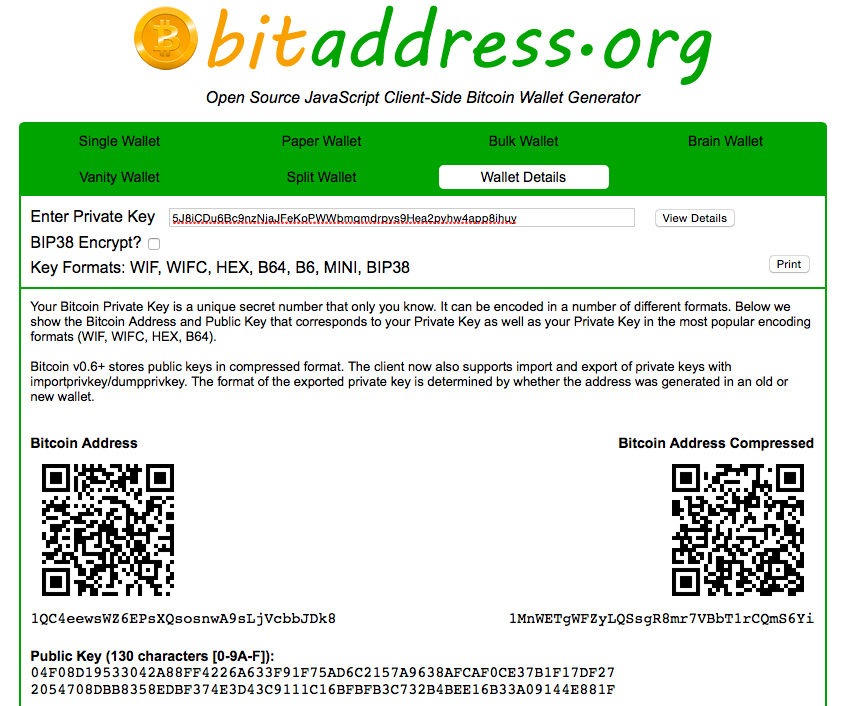 bitaddress.org
Open Source JavaScript Client-Side Bitcoin Wallet Generator
Single Wallet Paper Wallet Bulk Wallet Brain Wallet
Vanity Wallet Split Wallet Wallet Details
Enter Private Key 5J8iCDu6Bc9nzNjaJFeKoPWWbmqmdrpys9Hea2pyhw4app8ihuy View Details
BIP38 Encrypt?
Key Formats: WIF, WIFC, HEX, B64, B6, MINI, BIP38 Print
Your Bitcoin Private Key is a unique secret number that only you know. It can be encoded in a number of different formats. Below we
show the Bitcoin Address and Public Key that corresponds to your Private Key as well as your Private Key in the most popular encoding
formats (WIF, WIFC, HEX, B64).
Bitcoin v0.6+ stores public keys in compressed format. The client now also supports import and export of private keys with
importprivkey/dumpprivkey. The format of the exported private key is determined by whether the address was generated in an old or
new wallet.
Bitcoin Address Bitcoin Address Compressed
1QC4eewsWZ6EPsXQsosnwA9sLjVcbbJDk8 1MnWETgWFZyLQSsgR8mr7VBbT1rCQmS6Yi
Public Key (130 characters [0-9A-F]):
04F08D19533042A88FF4226A633F91F75AD6C2157A9638AFCAF0CE37B1F17DF27
2054708DBB8358EDBF374E3D43C9111C16BFBFB3C732B4BEE16B33A09144E881F